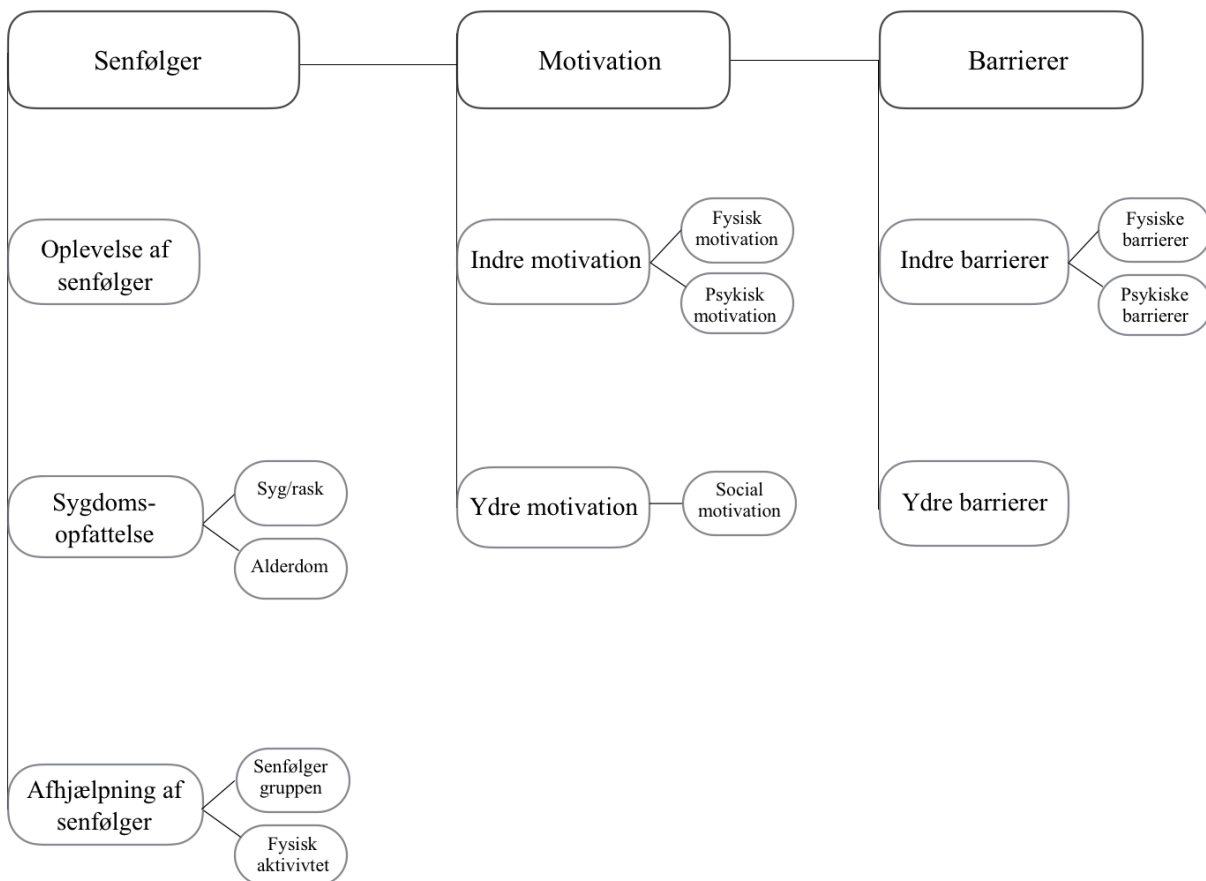 Senfølger
Motivation
Barrierer
Oplevelse af
senfølger
Indre motivation
Fysisk
motivation
Psykisk
motivation
Indre barrierer
Fysiske
barrierer
Psykiske
barrierer
Sygdoms-
opfattelse
Syg/rask
Alderdom
Ydre motivation
Social
motivation
Ydre barrierer
Afhjælpning af
senfølger
Senfølger
gruppen
Fysisk
aktivivtet